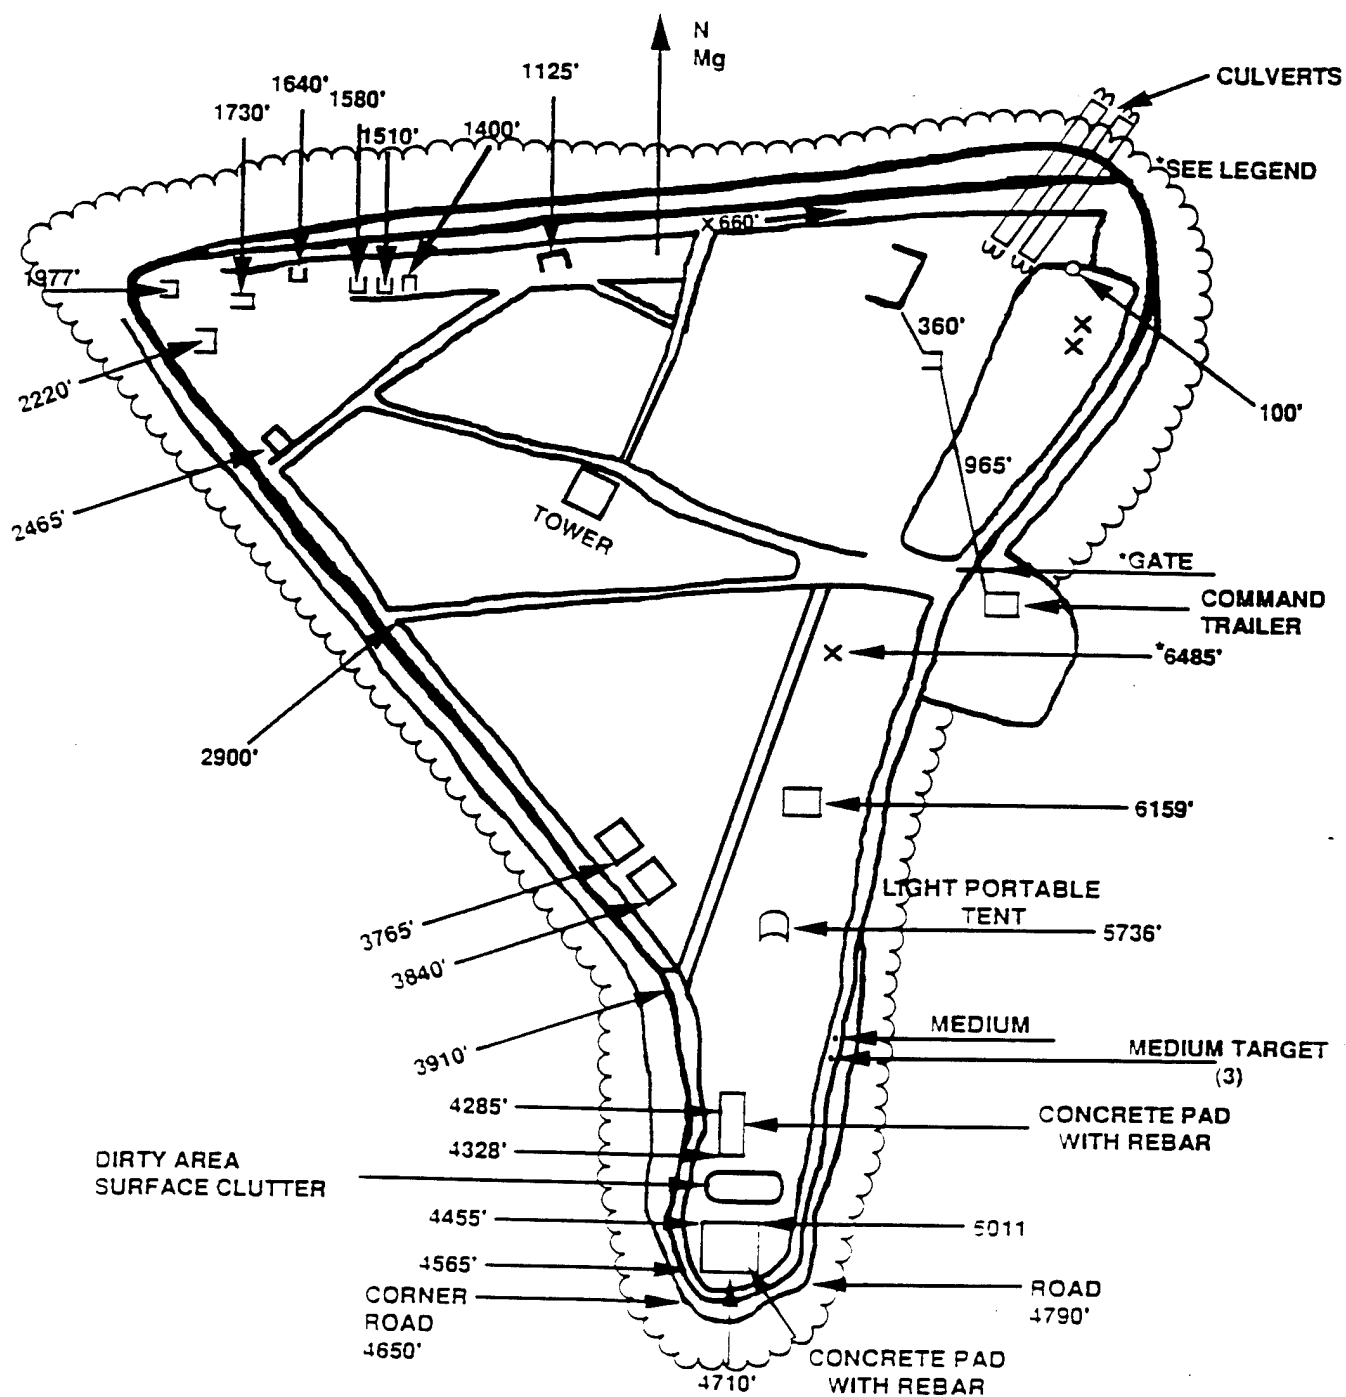 N
Mg
CULVERTS
1640'
1580'
1125'
1730'
1510'
1400'
*SEE LEGEND
660'
1977'
360'
2220'
100'
965'
2465'
TOWER
*GATE
COMMAND
TRAILER
*6485'
2900'
6159'
LIGHT PORTABLE
TENT
5736'
3765'
3840'
MEDIUM
3910'
MEDIUM TARGET
(3)
4285'
CONCRETE PAD
WITH REBAR
4328'
DIRTY AREA
SURFACE CLUTTER
4455'
5011
4565'
CORNER
ROAD
4650'
ROAD
4790'
4710'
CONCRETE PAD
WITH REBAR